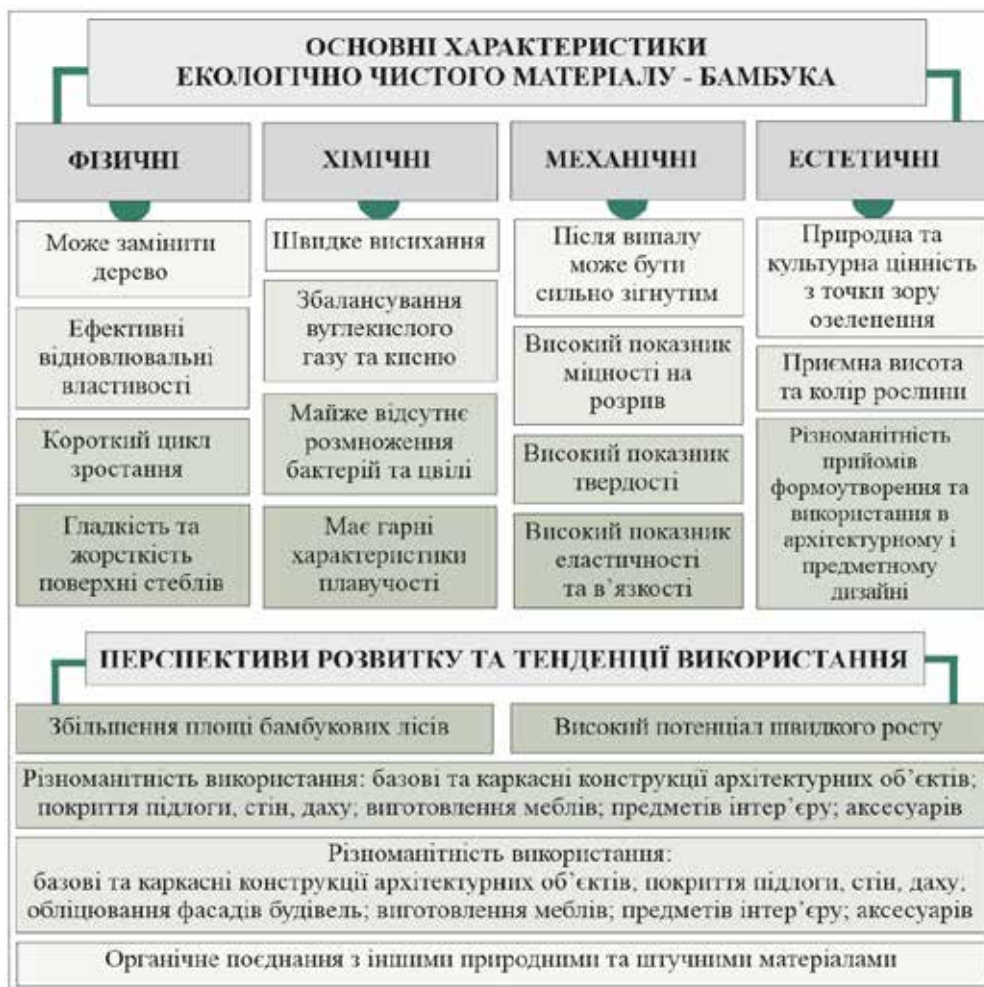 ОСНОВНІ ХАРАКТЕРИСТИКИ
ЕКОЛОГІЧНО ЧИСТОГО МАТЕРІАЛУ - БАМБУКА
ФІЗИЧНІ
Може замінити
дерево
Ефективні
відновлювальні
властивості
Короткий цикл
зростання
Гладкість та
жорсткість
поверхні стеблів
ХІМІЧНІ
Швидке висихання
Збалансування
вуглекислого
газу та кисню
Майже відсутнє
розмноження
бактерій та цвілі
Має гарні
характеристики
плавучості
МЕХАНІЧНІ
Після випалу
може бути
сильно зігнутим
Високий показник
міцності на
розрив
Високий показник
твердості
Високий показник
еластичності
та в’язкості
ЕСТЕТИЧНІ
Природна та
культурна цінність
з точки зору
озеленення
Приємна висота
та колір рослини
Різноманітність
прийомів
формоутворення та
використання в
архітектурному і
предметному
дизайні
ПЕРСПЕКТИВИ РОЗВИТКУ ТА ТЕНДЕНЦІЇ ВИКОРИСТАННЯ
Збільшення площі бамбукових лісів
Високий потенціал швидкого росту
Різноманітність використання: базові та каркасні конструкції архітектурних об’єктів;
покриття підлоги, стін, даху; виготовлення меблів; предметів інтер’єру; аксесуарів
Різноманітність використання:
базові та каркасні конструкції архітектурних об’єктів; покриття підлоги, стін, даху;
обліцювання фасадів будівель; виготовлення меблів; предметів інтер’єру; аксесуарів
Органічне поєднання з іншими природними та штучними матеріалами